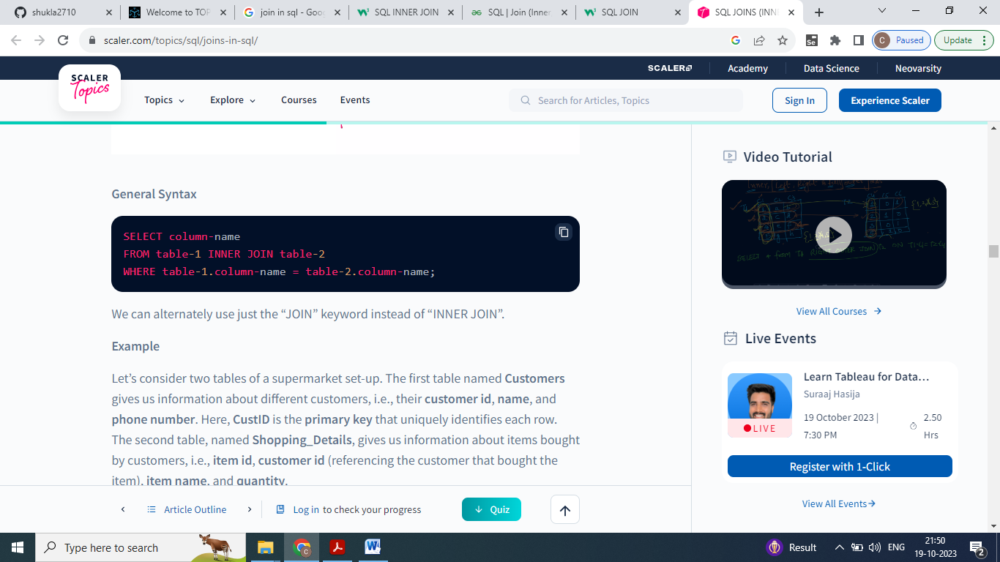 shukla2710
Welcome to TOP
join in sql - Goo
SQL INNER JOIN
SQL | Join (Inner
SQL JOIN
SQL JOINS (INN
scaler.com/topics/sql/joins-in-sql/
Se
C Paused
Update
SCALER
Academy
Data Science
Neovarsity
SCALER
Topics
Topics
Explore
Courses
Events
Search for Articles, Topics
Sign In
Experience Scaler
General Syntax
SELECT column-name
FROM table-1 INNER JOIN table-2
WHERE table-1.column-name = table-2.column-name;
We can alternately use just the “JOIN” keyword instead of “INNER JOIN”.
Example
Let’s consider two tables of a supermarket set-up. The first table named Customers
gives us information about different customers, i.e., their customer id, name, and
phone number. Here, CustID is the primary key that uniquely identifies each row.
The second table, named Shopping_Details, gives us information about items bought
by customers, i.e., item id, customer id (referencing the customer that bought the
item), item name, and quantity.
Article Outline
Log in to check your progress
Quiz
Video Tutorial
View All Courses
Live Events
LIVE
Learn Tableau for Data...
Suraaj Hasija
19 October 2023 |
7:30 PM
2.50
Hrs
Register with 1-Click
View All Events
Type here to search
C
W
Result
ENG
21:50
19-10-2023
2